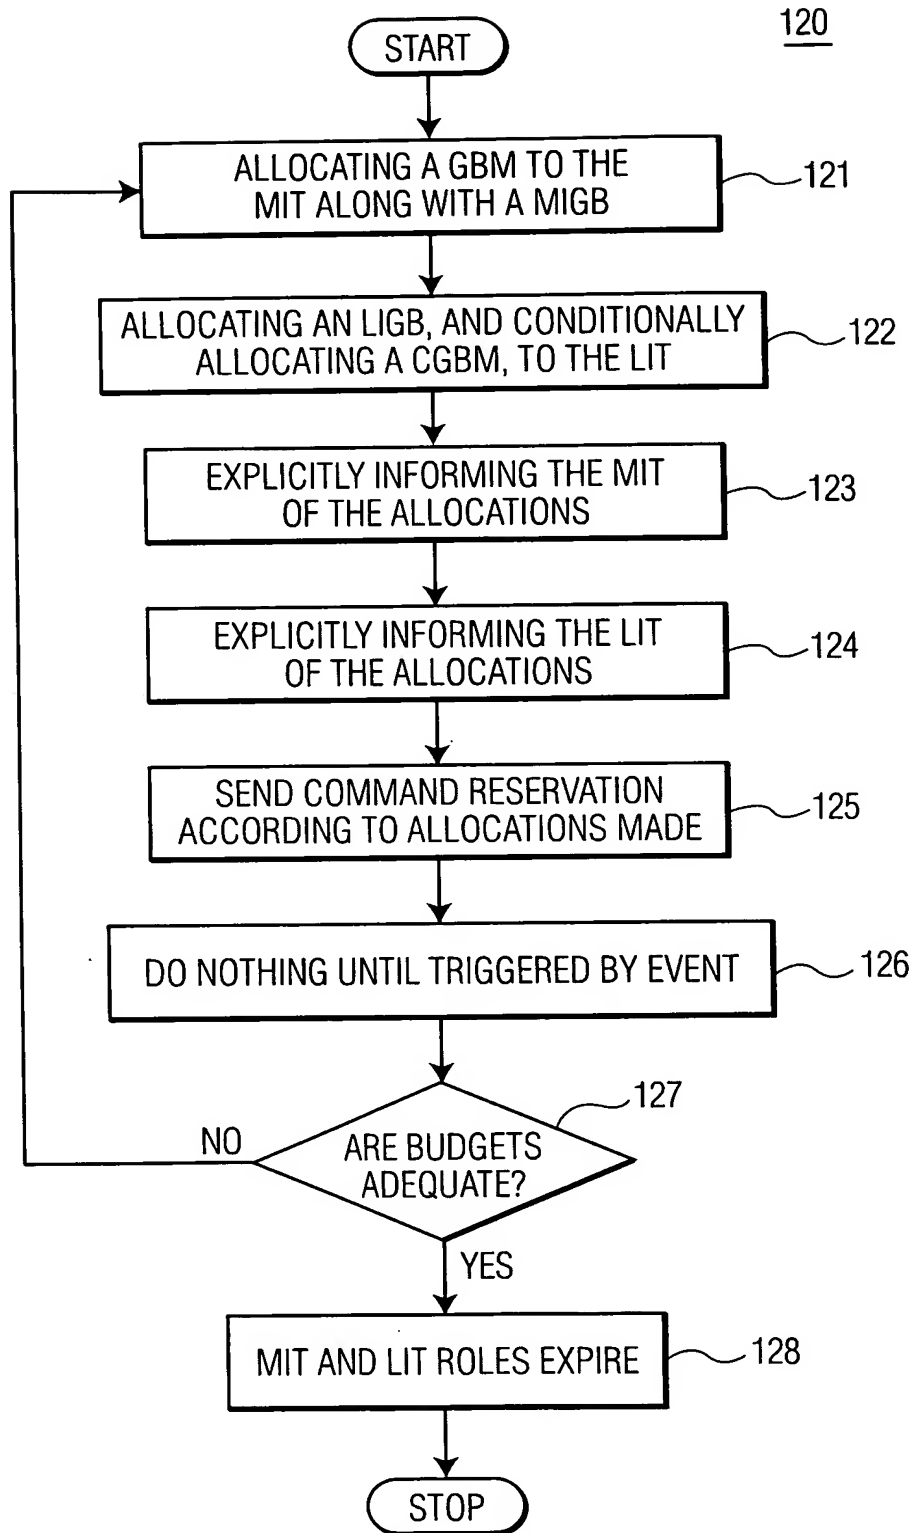 120
START
ALLOCATING A GBM TO THE
MIT ALONG WITH A MIGB
121
ALLOCATING AN LIGB, AND CONDITIONALLY
ALLOCATING A CGBM, TO THE LIT
122
EXPLICITLY INFORMING THE MIT
OF THE ALLOCATIONS
123
EXPLICITLY INFORMING THE LIT
OF THE ALLOCATIONS
124
SEND COMMAND RESERVATION
ACCORDING TO ALLOCATIONS MADE
125
DO NOTHING UNTIL TRIGGERED BY EVENT
126
127
NO
ARE BUDGETS
ADEQUATE?
YES
MIT AND LIT ROLES EXPIRE
128
STOP